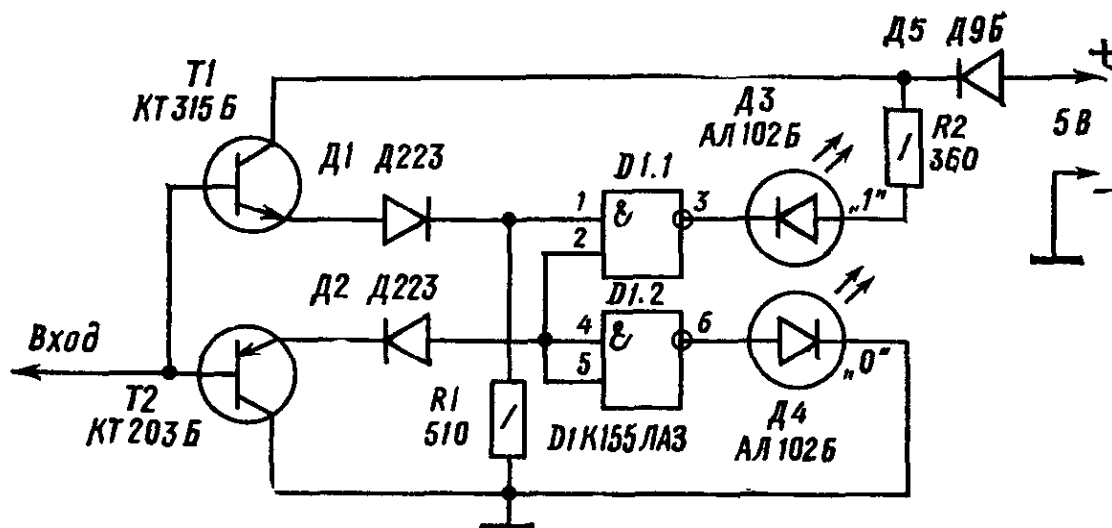 Д5 Д9Б
+
Т1
КТ315Б
Д3
АЛ102Б
R2
360
5В
Д1 Д223
D1.1
1
&
3
„1"
-
2
Д2 Д223
D1.2
Вход
4
&
6
5
„0"
Т2
КТ203Б
R1
510
D1 К155ЛА3
Д4
АЛ102Б